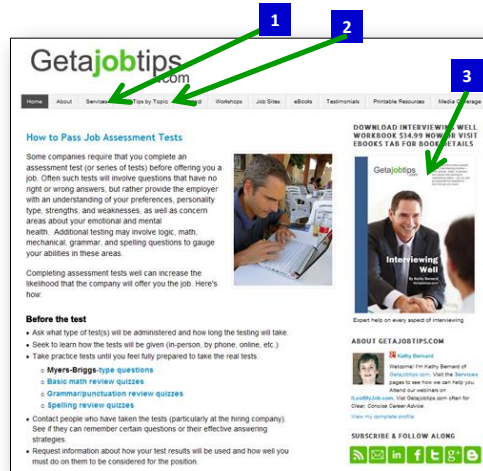 1
2
3
Getajobtips
.com
Home About Services Tips by Topic Workshops Job Sites eBooks Testimonials Printable Resources Media Coverage
How to Pass Job Assessment Tests
Some companies require that you complete an
assessment test (or series of tests) before offering you a
job. Often such tests will involve questions that have no
right or wrong answers, but rather provide the employer
with an understanding of your preferences, personality
type, strengths, and weaknesses, as well as concern
areas about your emotional and mental
health. Additional testing may involve logic, math,
mechanical, grammar, and spelling questions to gauge
your abilities in these areas.
Completing assessment tests well can increase the
likelihood that the company will offer you the job. Here's
how:
Before the test
• Ask what type of test(s) will be administered and how long the testing will take.
• Seek to learn how the tests will be given (in-person, by phone, online, etc.)
• Take practice tests until you feel fully prepared to take the real tests.
o Myers-Briggs-type questions
o Basic math review quizzes
o Grammar/punctuation review quizzes
o Spelling review quizzes
• Contact people who have taken the tests (particularly at the hiring company).
See if they can remember certain questions or their effective answering
strategies.
• Request information about how your test results will be used and how well you
must do on them to be considered for the position.
DOWNLOAD INTERVIEWING WELL
WORKBOOK $34.99 NOW OR VISIT
EBOOKS TAB FOR BOOK DETAILS
Getajobtips
Interviewing
Well
By Kathy Bernard
Expert help on every aspect of interviewing
ABOUT GETAJOBTIPS.COM
Kathy Bernard
Welcome! I'm Kathy Bernard of
Getajobtips.com. Visit the Services
pages to see how we can help you.
Attend our webinars on
iLostMyJob.com. Visit Getajobtips.com often for
Clear, Concise Career Advice.
View my complete profile
SUBSCRIBE & FOLLOW ALONG